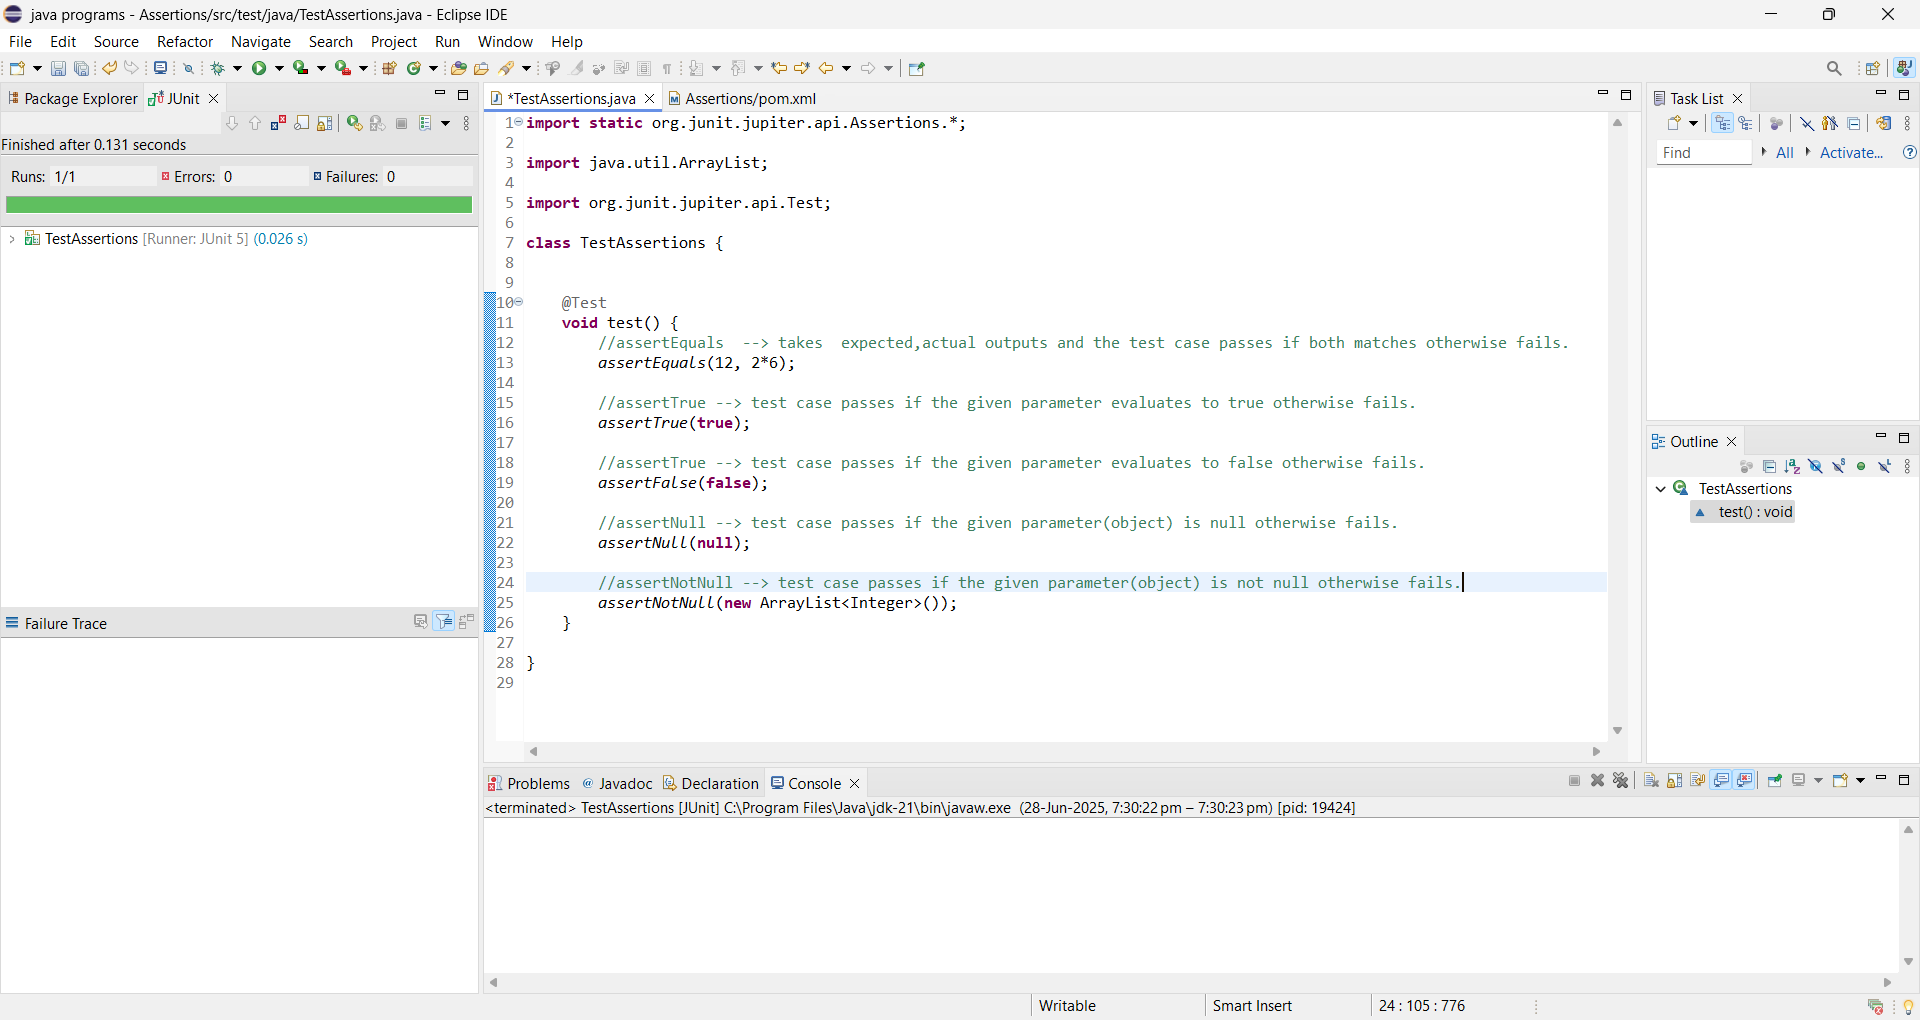 java programs - Assertions/src/test/java/TestAssertions.java - Eclipse IDE
File Edit Source Refactor Navigate Search Project Run Window Help
Package Explorer JUnit
Finished after 0.131 seconds
Runs: 1/1 Errors: 0 Failures: 0
TestAssertions [Runner: JUnit 5] (0.026 s)
Failure Trace
*TestAssertions.java Assertions/pom.xml
1 import static org.junit.jupiter.api.Assertions.*;
2
3 import java.util.ArrayList;
4
5 import org.junit.jupiter.api.Test;
6
7 class TestAssertions {
8
9
10 @Test
11 void test() {
12 //assertEquals  --> takes  expected,actual outputs and the test case passes if both matches otherwise fails.
13 assertEquals(12, 2*6);
14
15 //assertTrue --> test case passes if the given parameter evaluates to true otherwise fails.
16 assertTrue(true);
17
18 //assertTrue --> test case passes if the given parameter evaluates to false otherwise fails.
19 assertFalse(false);
20
21 //assertNull --> test case passes if the given parameter(object) is null otherwise fails.
22 assertNull(null);
23
24 //assertNotNull --> test case passes if the given parameter(object) is not null otherwise fails.
25 assertNotNull(new ArrayList<Integer>());
26 }
27
28 }
29
Task List
Find All Activate...
Outline
TestAssertions
test() : void
Problems Javadoc Declaration Console
<terminated> TestAssertions [JUnit] C:\Program Files\Java\jdk-21\bin\javaw.exe (28-Jun-2025, 7:30:22 pm – 7:30:23 pm) [pid: 19424]
Writable Smart Insert 24 : 105 : 776